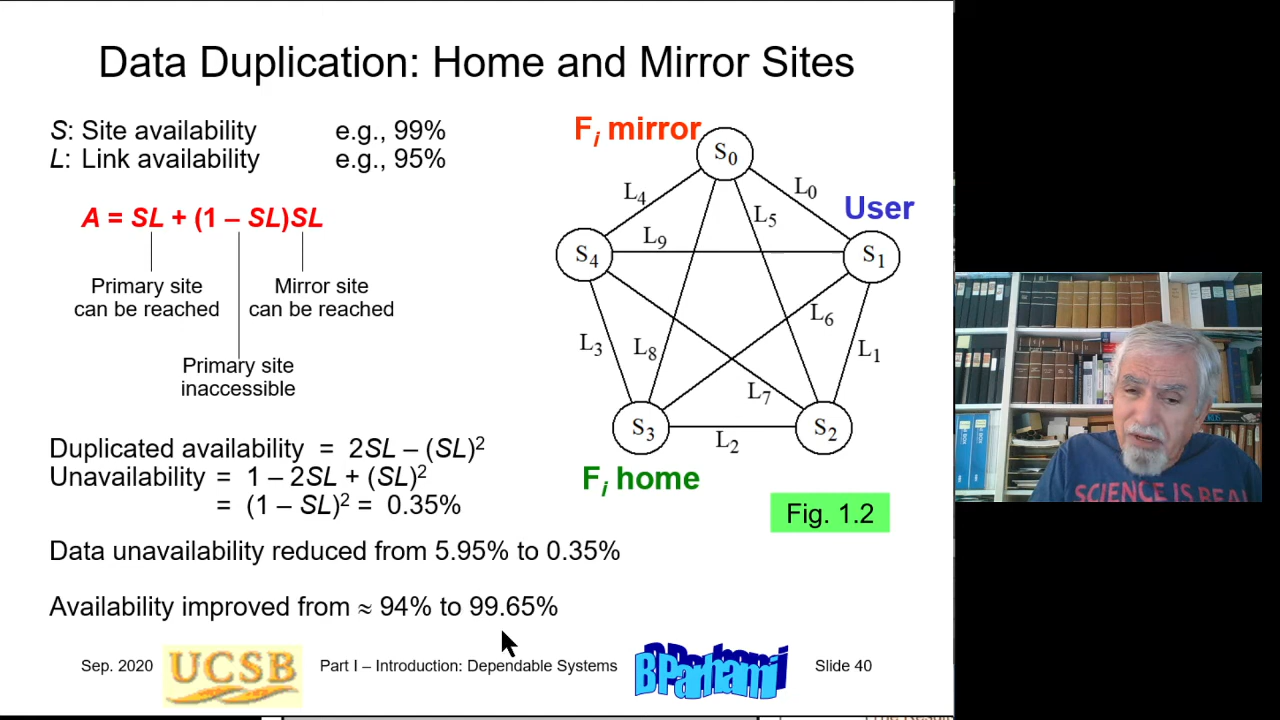 Data Duplication: Home and Mirror Sites
S: Site availability e.g., 99%
L: Link availability e.g., 95%
A = SL + (1 – SL)SL
Primary site
can be reached
Mirror site
can be reached
Primary site
inaccessible
Duplicated availability = 2SL – (SL)²
Unavailability = 1 – 2SL + (SL)²
= (1 – SL)² = 0.35%
Data unavailability reduced from 5.95% to 0.35%
Availability improved from ≈ 94% to 99.65%
Fi mirror
S0
L4
L0
User
L9
L5
S4
S1
L6
L3
L8
L1
L7
S3
L2
S2
Fi home
Fig. 1.2
Sep. 2020
UCSB
Part I – Introduction: Dependable Systems
B Parhami
Slide 40
SCIENCE IS REAL